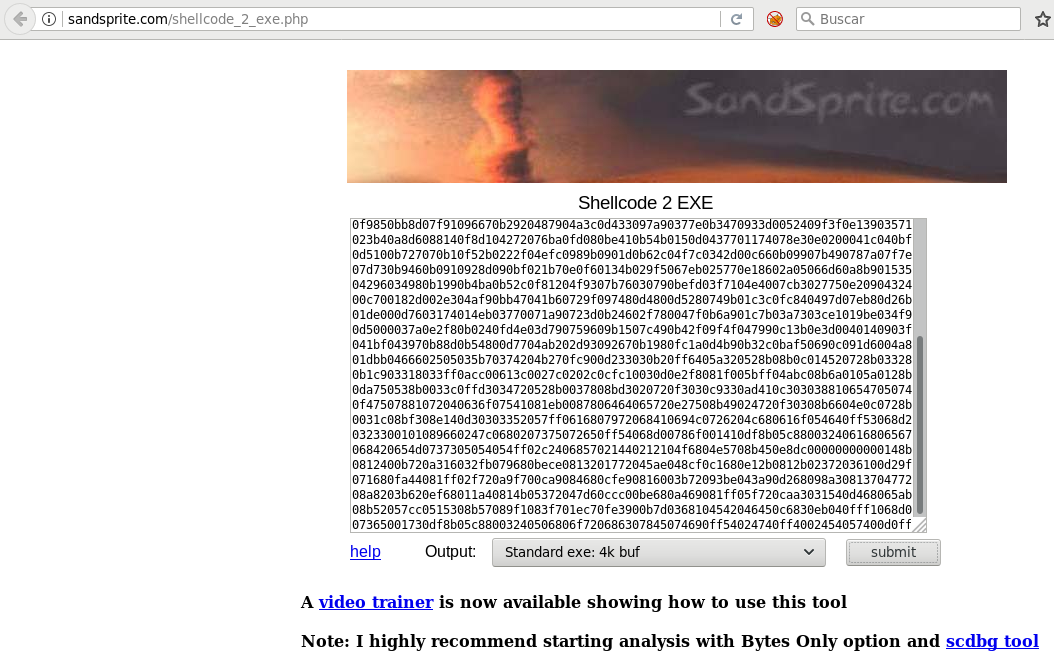 sandsprite.com/shellcode_2_exe.php
Buscar
SandSprite.com
Shellcode 2 EXE
0f9850bb8d07f91096670b2920487904a3c0d433097a90377e0b3470933d0052409f3f0e13903571
023b40a8d6088140f8d104272076ba0fd080be410b54b0150d0437701174078e30e0200041c040bf
0d5100b727070b10f52b0222f04efc0989b0901d0b62c04f7c0342d00c660b09907b490787a07f7e
07d730b9460b0910928d090bf021b70e0f60134b029f5067eb025770e18602a05066d60a8b901535
04296034980b1990b4ba0b52c0f81204f9307b76030790befd03f7104e4007cb3027750e20904324
00c700182d002e304af90bb47041b60729f097480d4800d5280749b01c3c0fc840497d07eb80d26b
01de000d7603174014eb03770071a90723d0b24602f780047f0b6a901c7b03a7303ce1019be034f9
0d5000037a0e2f80b0240fd4e03d790759609b1507c490b42f09f4f047990c13b0e3d0040140903f
041bf043970b88d0b54800d7704ab202d93092670b1980fc1a0d4b90b32c0baf50690c091d6004a8
01dbb0466602505035b70374204b270fc900d233030b20ff6405a320528b08b0c014520728b03328
0b1c903318033ff0acc00613c0027c0202c0cfc10030d0e2f8081f005bff04abc08b6a0105a0128b
0da750538b0033c0ffd3034720528b0037808bd3020720f3030c9330ad410c303038810654705074
0f47507881072040636f07541081eb0087806464065720e27508b49024720f30308b6604e0c0728b
0031c08bf308e140d30303352057ff0616807972068410694c0726204c680616f054640ff53068d2
0323300101089660247c0680207375072650ff54068d00786f001410df8b05c88003240616806567
068420654d0737305054054ff02c2406857021440212104f6804e5708b450e8dc00000000000148b
0812400b720a316032fb079680bece0813201772045ae048cf0c1680e12b0812b02372036100d29f
071680fa44081ff02f720a9f700ca9084680cfe90816003b72093be043a90d268098a30813704772
08a8203b620ef68011a40814b05372047d60ccc00be680a469081ff05f720caa3031540d468065ab
08b52057cc0515308b57089f1083f701ec70fe3900b7d0368104542046450c6830eb040fff1068d0
07365001730df8b05c88003240506806f720686307845074690ff54024740ff4002454057400d0ff
help
Output:
Standard exe: 4k buf
submit
A video trainer is now available showing how to use this tool
Note: I highly recommend starting analysis with Bytes Only option and scdbg tool